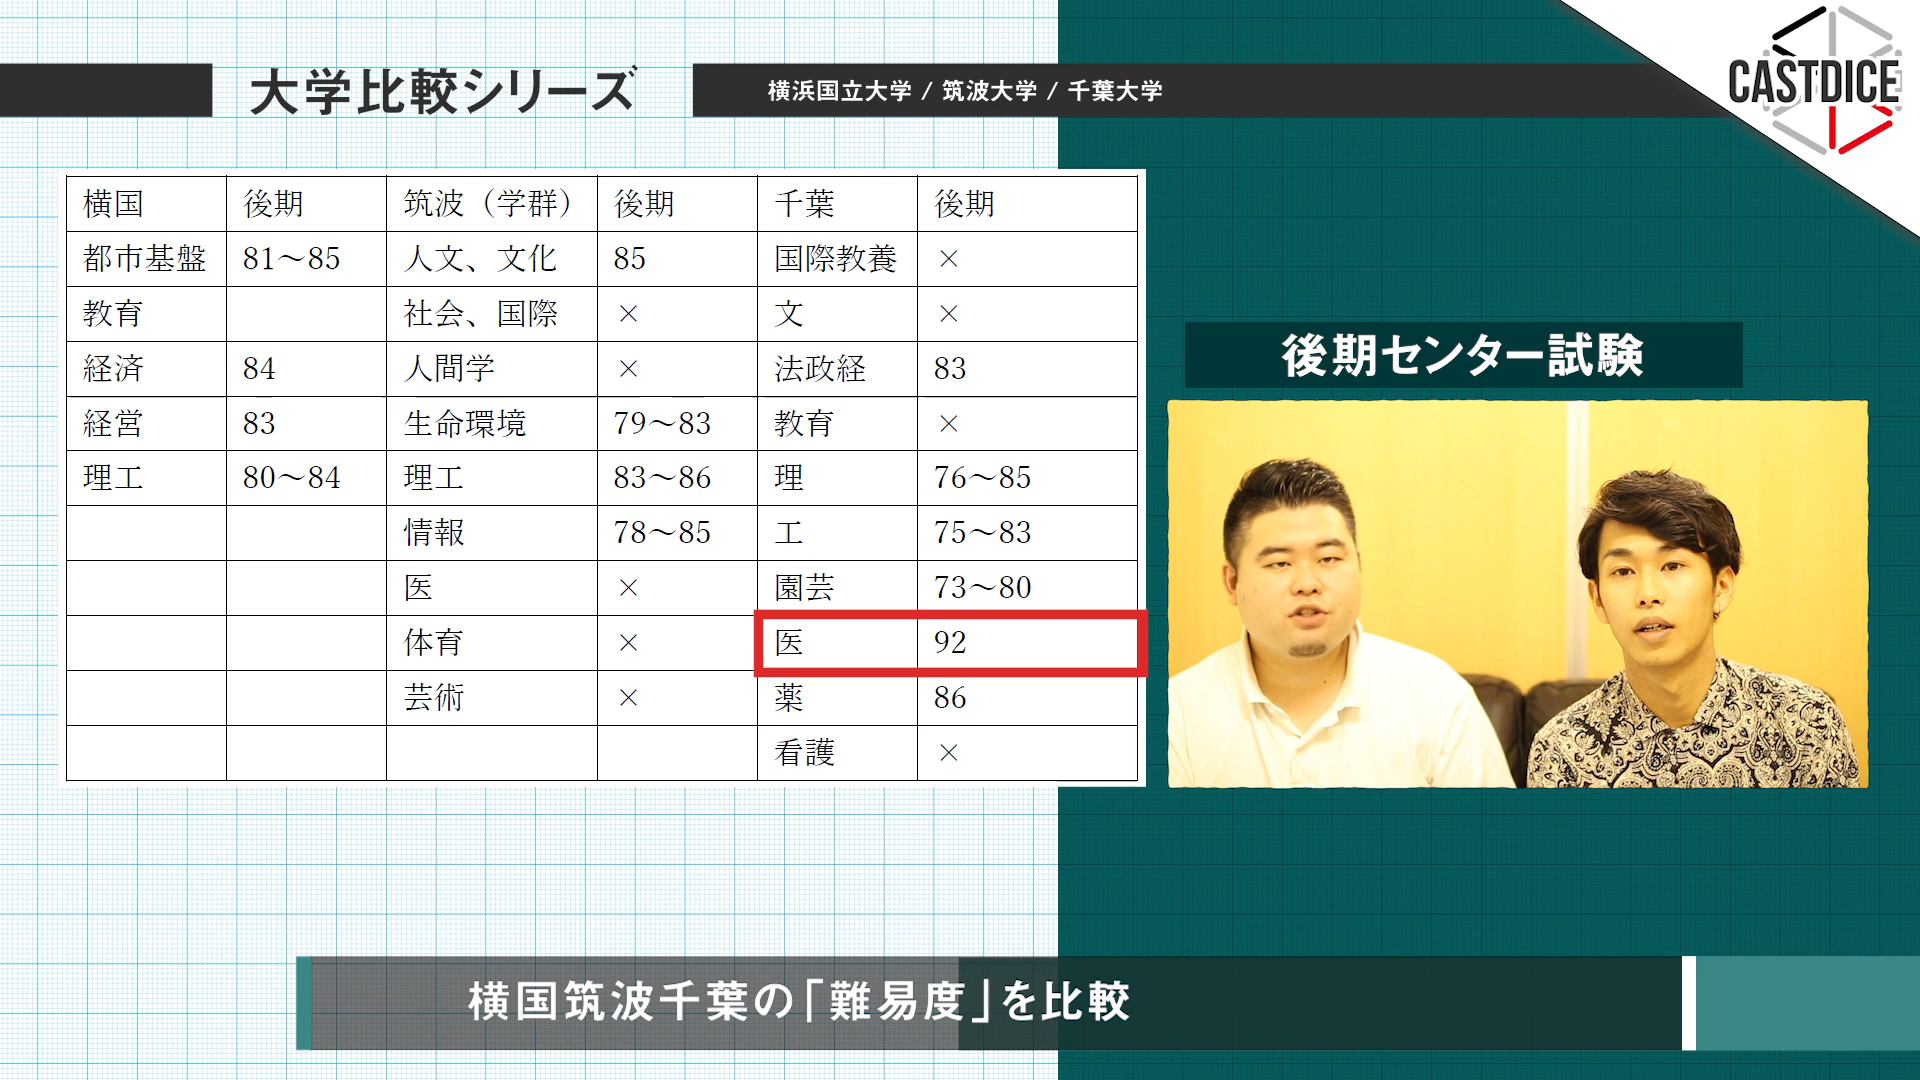 大学比較シリーズ
横浜国立大学 / 筑波大学 / 千葉大学
CASTDICE
横国 後期 筑波（学群） 後期 千葉 後期
都市基盤 81～85 人文、文化 85 国際教養 ×
教育 社会、国際 × 文 ×
経済 84 人間学 × 法政経 83
経営 83 生命環境 79～83 教育 ×
理工 80～84 理工 83～86 理 76～85
情報 78～85 工 75～83
医 × 園芸 73～80
体育 × 医 92
芸術 × 薬 86
看護 ×
後期センター試験
横国筑波千葉の「難易度」を比較